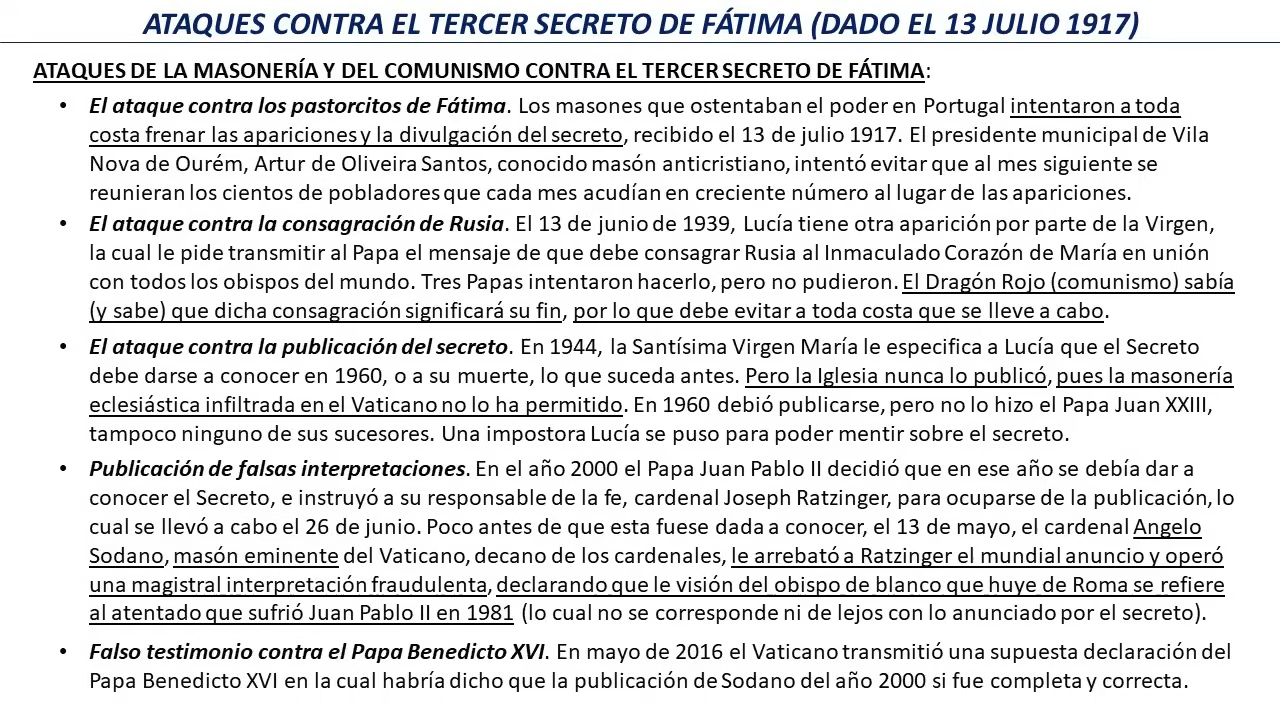 ATAQUES CONTRA EL TERCER SECRETO DE FÁTIMA (DADO EL 13 JULIO 1917)
ATAQUES DE LA MASONERÍA Y DEL COMUNISMO CONTRA EL TERCER SECRETO DE FÁTIMA:
• El ataque contra los pastorcitos de Fátima. Los masones que ostentaban el poder en Portugal intentaron a toda
costa frenar las apariciones y la divulgación del secreto, recibido el 13 de julio 1917. El presidente municipal de Vila
Nova de Ourém, Artur de Oliveira Santos, conocido masón anticristiano, intentó evitar que al mes siguiente se
reunieran los cientos de pobladores que cada mes acudían en creciente número al lugar de las apariciones.
• El ataque contra la consagración de Rusia. El 13 de junio de 1939, Lucía tiene otra aparición por parte de la Virgen,
la cual le pide transmitir al Papa el mensaje de que debe consagrar Rusia al Inmaculado Corazón de María en unión
con todos los obispos del mundo. Tres Papas intentaron hacerlo, pero no pudieron. El Dragón Rojo (comunismo) sabía
(y sabe) que dicha consagración significará su fin, por lo que debe evitar a toda costa que se lleve a cabo.
• El ataque contra la publicación del secreto. En 1944, la Santísima Virgen María le especifica a Lucía que el Secreto
debe darse a conocer en 1960, o a su muerte, lo que suceda antes. Pero la Iglesia nunca lo publicó, pues la masonería
eclesiástica infiltrada en el Vaticano no lo ha permitido. En 1960 debió publicarse, pero no lo hizo el Papa Juan XXIII,
tampoco ninguno de sus sucesores. Una impostora Lucía se puso para poder mentir sobre el secreto.
• Publicación de falsas interpretaciones. En el año 2000 el Papa Juan Pablo II decidió que en ese año se debía dar a
conocer el Secreto, e instruyó a su responsable de la fe, cardenal Joseph Ratzinger, para ocuparse de la publicación, lo
cual se llevó a cabo el 26 de junio. Poco antes de que esta fuese dada a conocer, el 13 de mayo, el cardenal Angelo
Sodano, masón eminente del Vaticano, decano de los cardenales, le arrebató a Ratzinger el mundial anuncio y operó
una magistral interpretación fraudulenta, declarando que le visión del obispo de blanco que huye de Roma se refiere
al atentado que sufrió Juan Pablo II en 1981 (lo cual no se corresponde ni de lejos con lo anunciado por el secreto).
• Falso testimonio contra el Papa Benedicto XVI. En mayo de 2016 el Vaticano transmitió una supuesta declaración del
Papa Benedicto XVI en la cual habría dicho que la publicación de Sodano del año 2000 si fue completa y correcta.